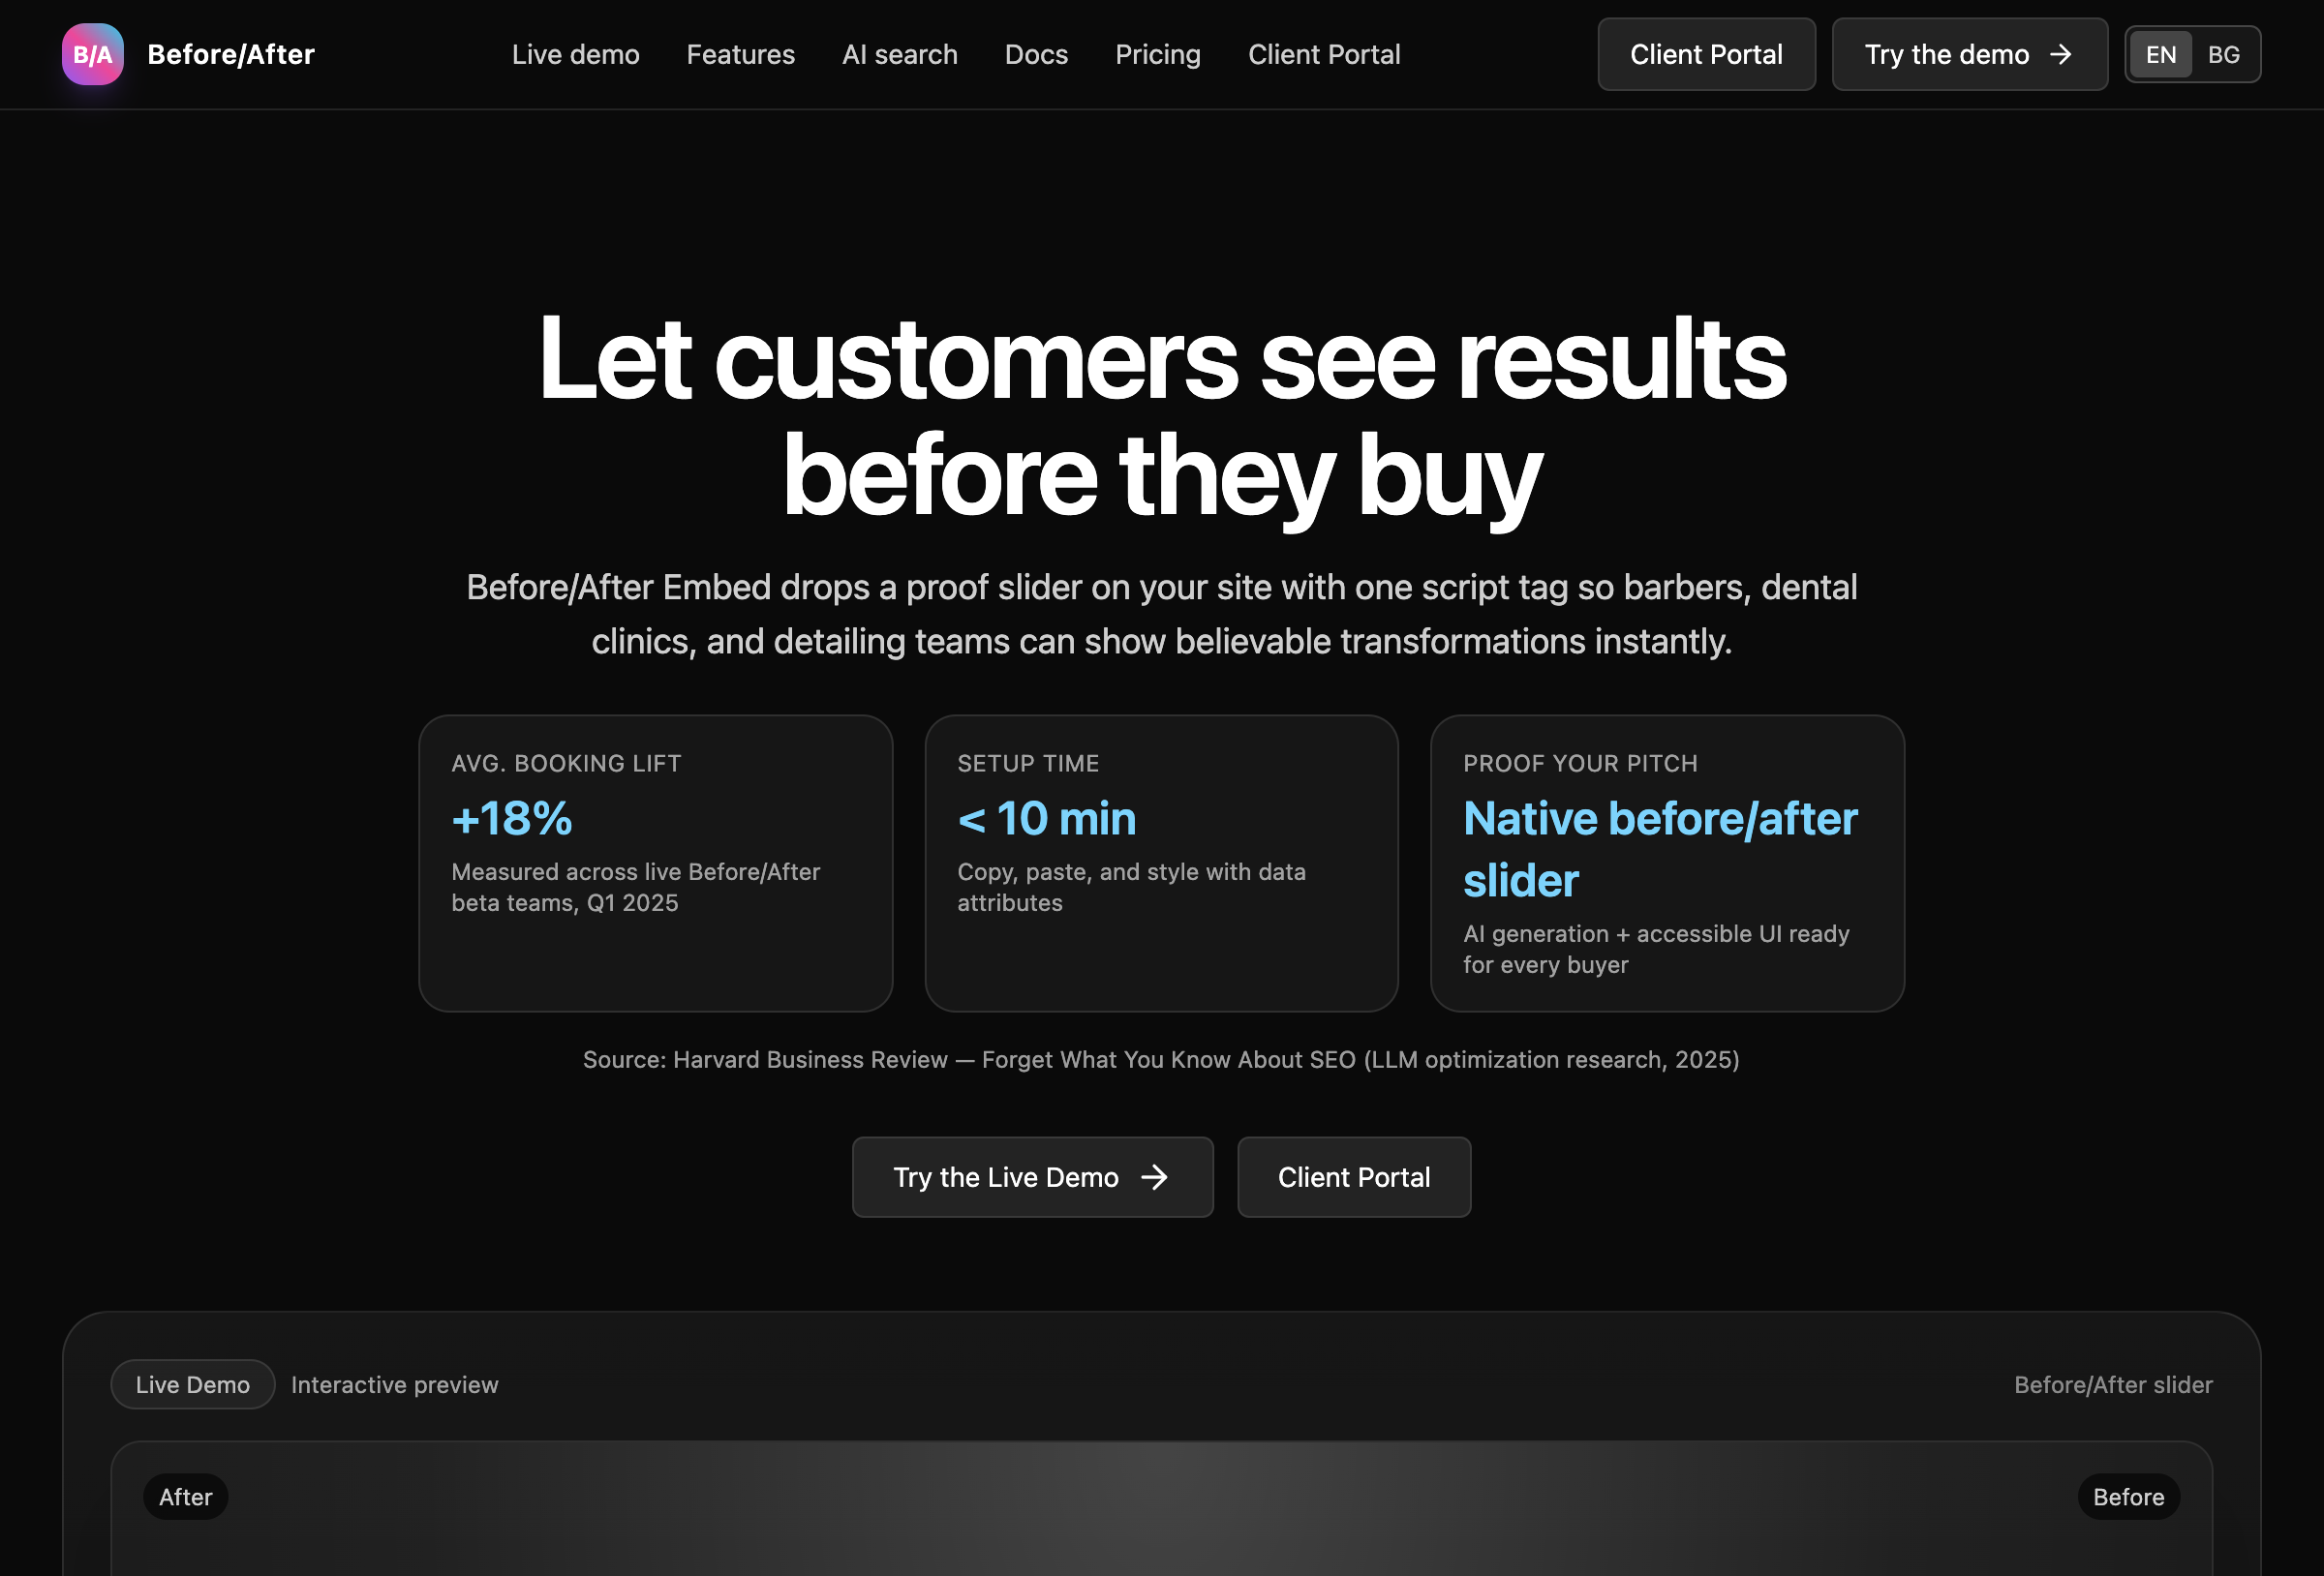 B/A Before/After Live demo Features AI search Docs Pricing Client Portal Client Portal Try the demo → EN BG
Let customers see results
before they buy
Before/After Embed drops a proof slider on your site with one script tag so barbers, dental
clinics, and detailing teams can show believable transformations instantly.
AVG. BOOKING LIFT
+18%
Measured across live Before/After
beta teams, Q1 2025
SETUP TIME
< 10 min
Copy, paste, and style with data
attributes
PROOF YOUR PITCH
Native before/after
slider
AI generation + accessible UI ready
for every buyer
Source: Harvard Business Review — Forget What You Know About SEO (LLM optimization research, 2025)
Try the Live Demo → Client Portal
Live Demo Interactive preview Before/After slider
After Before